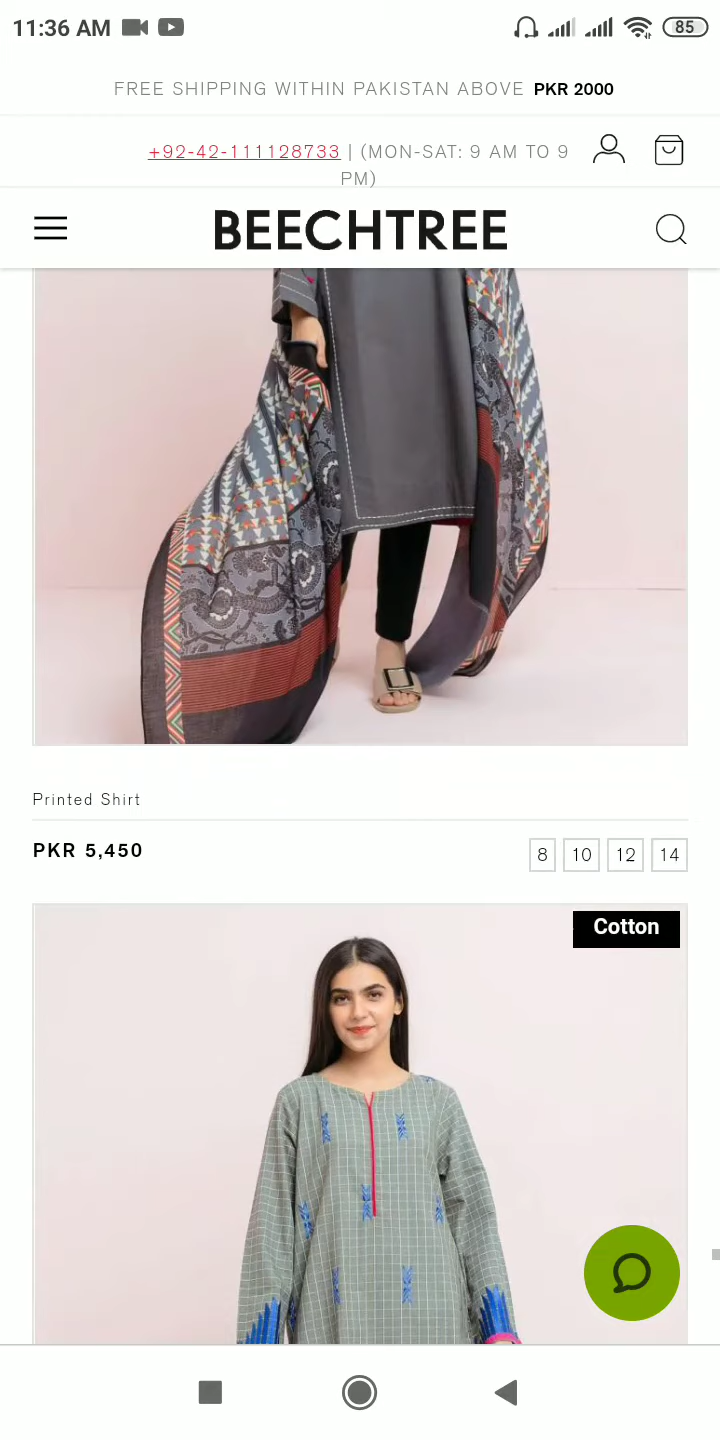 11:36 AM
85
FREE SHIPPING WITHIN PAKISTAN ABOVE PKR 2000
+92-42-111128733 | (MON-SAT: 9 AM TO 9
PM)
BEECHTREE
Printed Shirt
PKR 5,450
8 10 12 14
Cotton